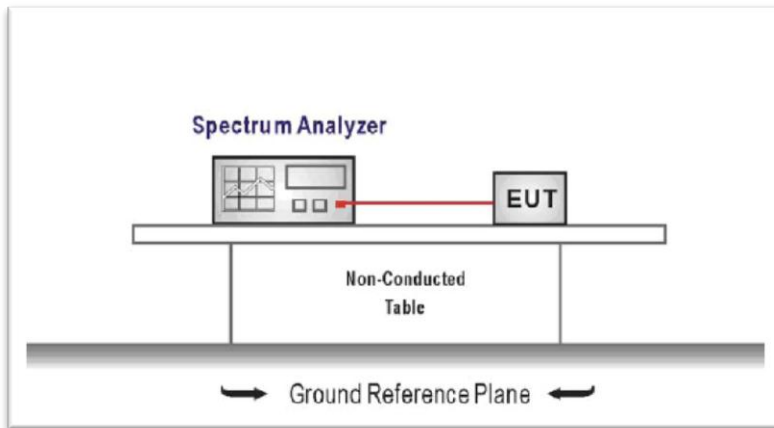 Spectrum Analyzer
EUT
Non-Conducted
Table
Ground Reference Plane